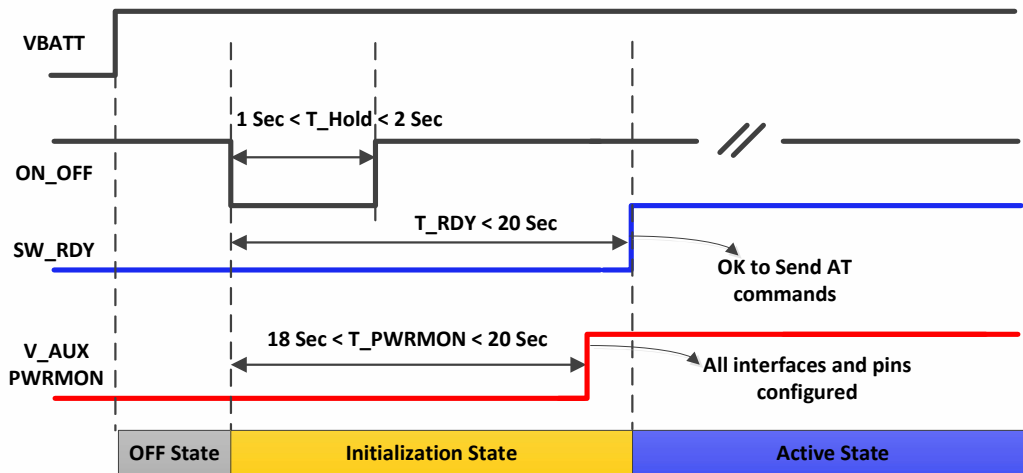 VBATT
1 Sec < T_Hold < 2 Sec
ON_OFF
T_RDY < 20 Sec
SW_RDY
OK to Send AT
commands
18 Sec < T_PWRMON < 20 Sec
V_AUX
PWRMON
All interfaces and pins
configured
OFF State
Initialization State
Active State